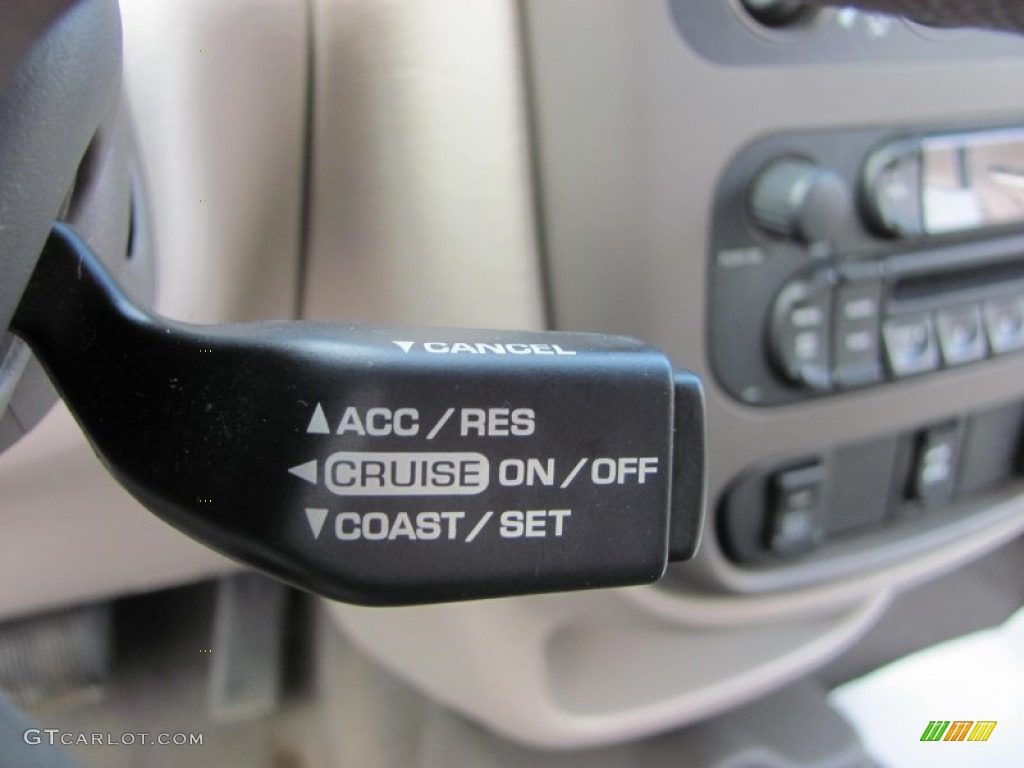 ▼CANCEL
▲ACC/RES
◀CRUISE ON/OFF
▼COAST/SET
GTCARLOT.COM